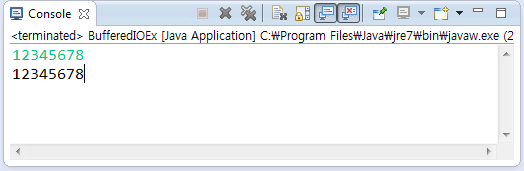 Console
<terminated> BufferedIOEx [Java Application] C:₩Program Files₩Java₩jre7₩bin₩javaw.exe (2
12345678
12345678